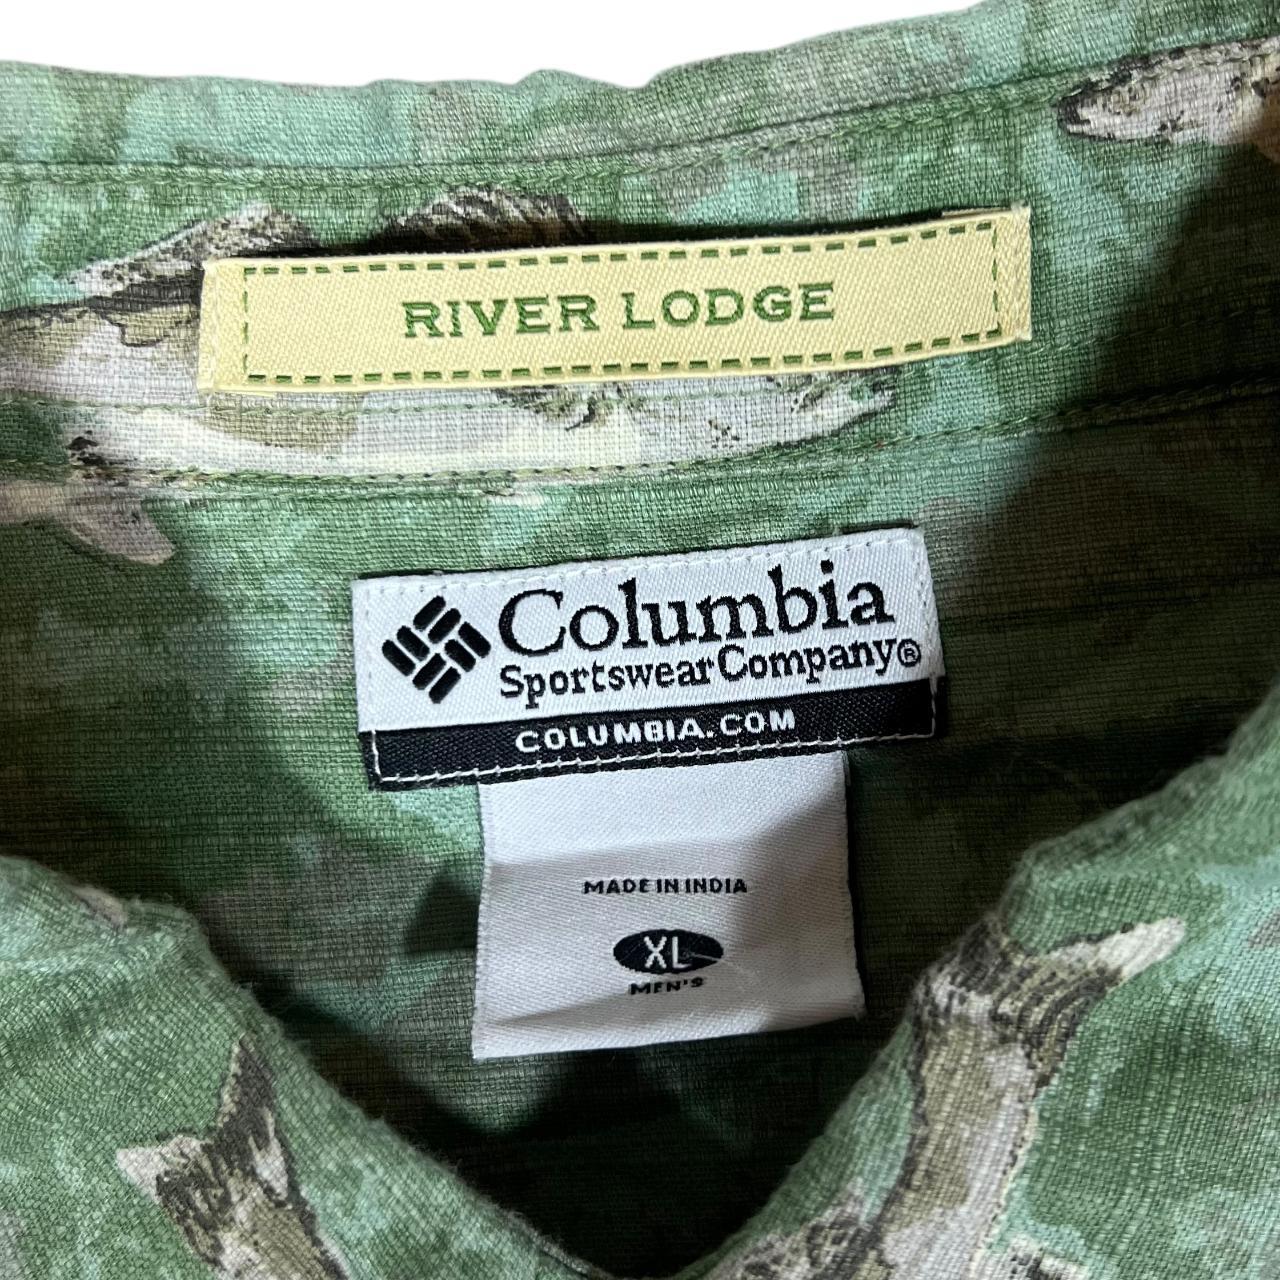 RIVER LODGE
Columbia
Sportswear Company®
COLUMBIA.COM
MADE IN INDIA
XL
MEN'S